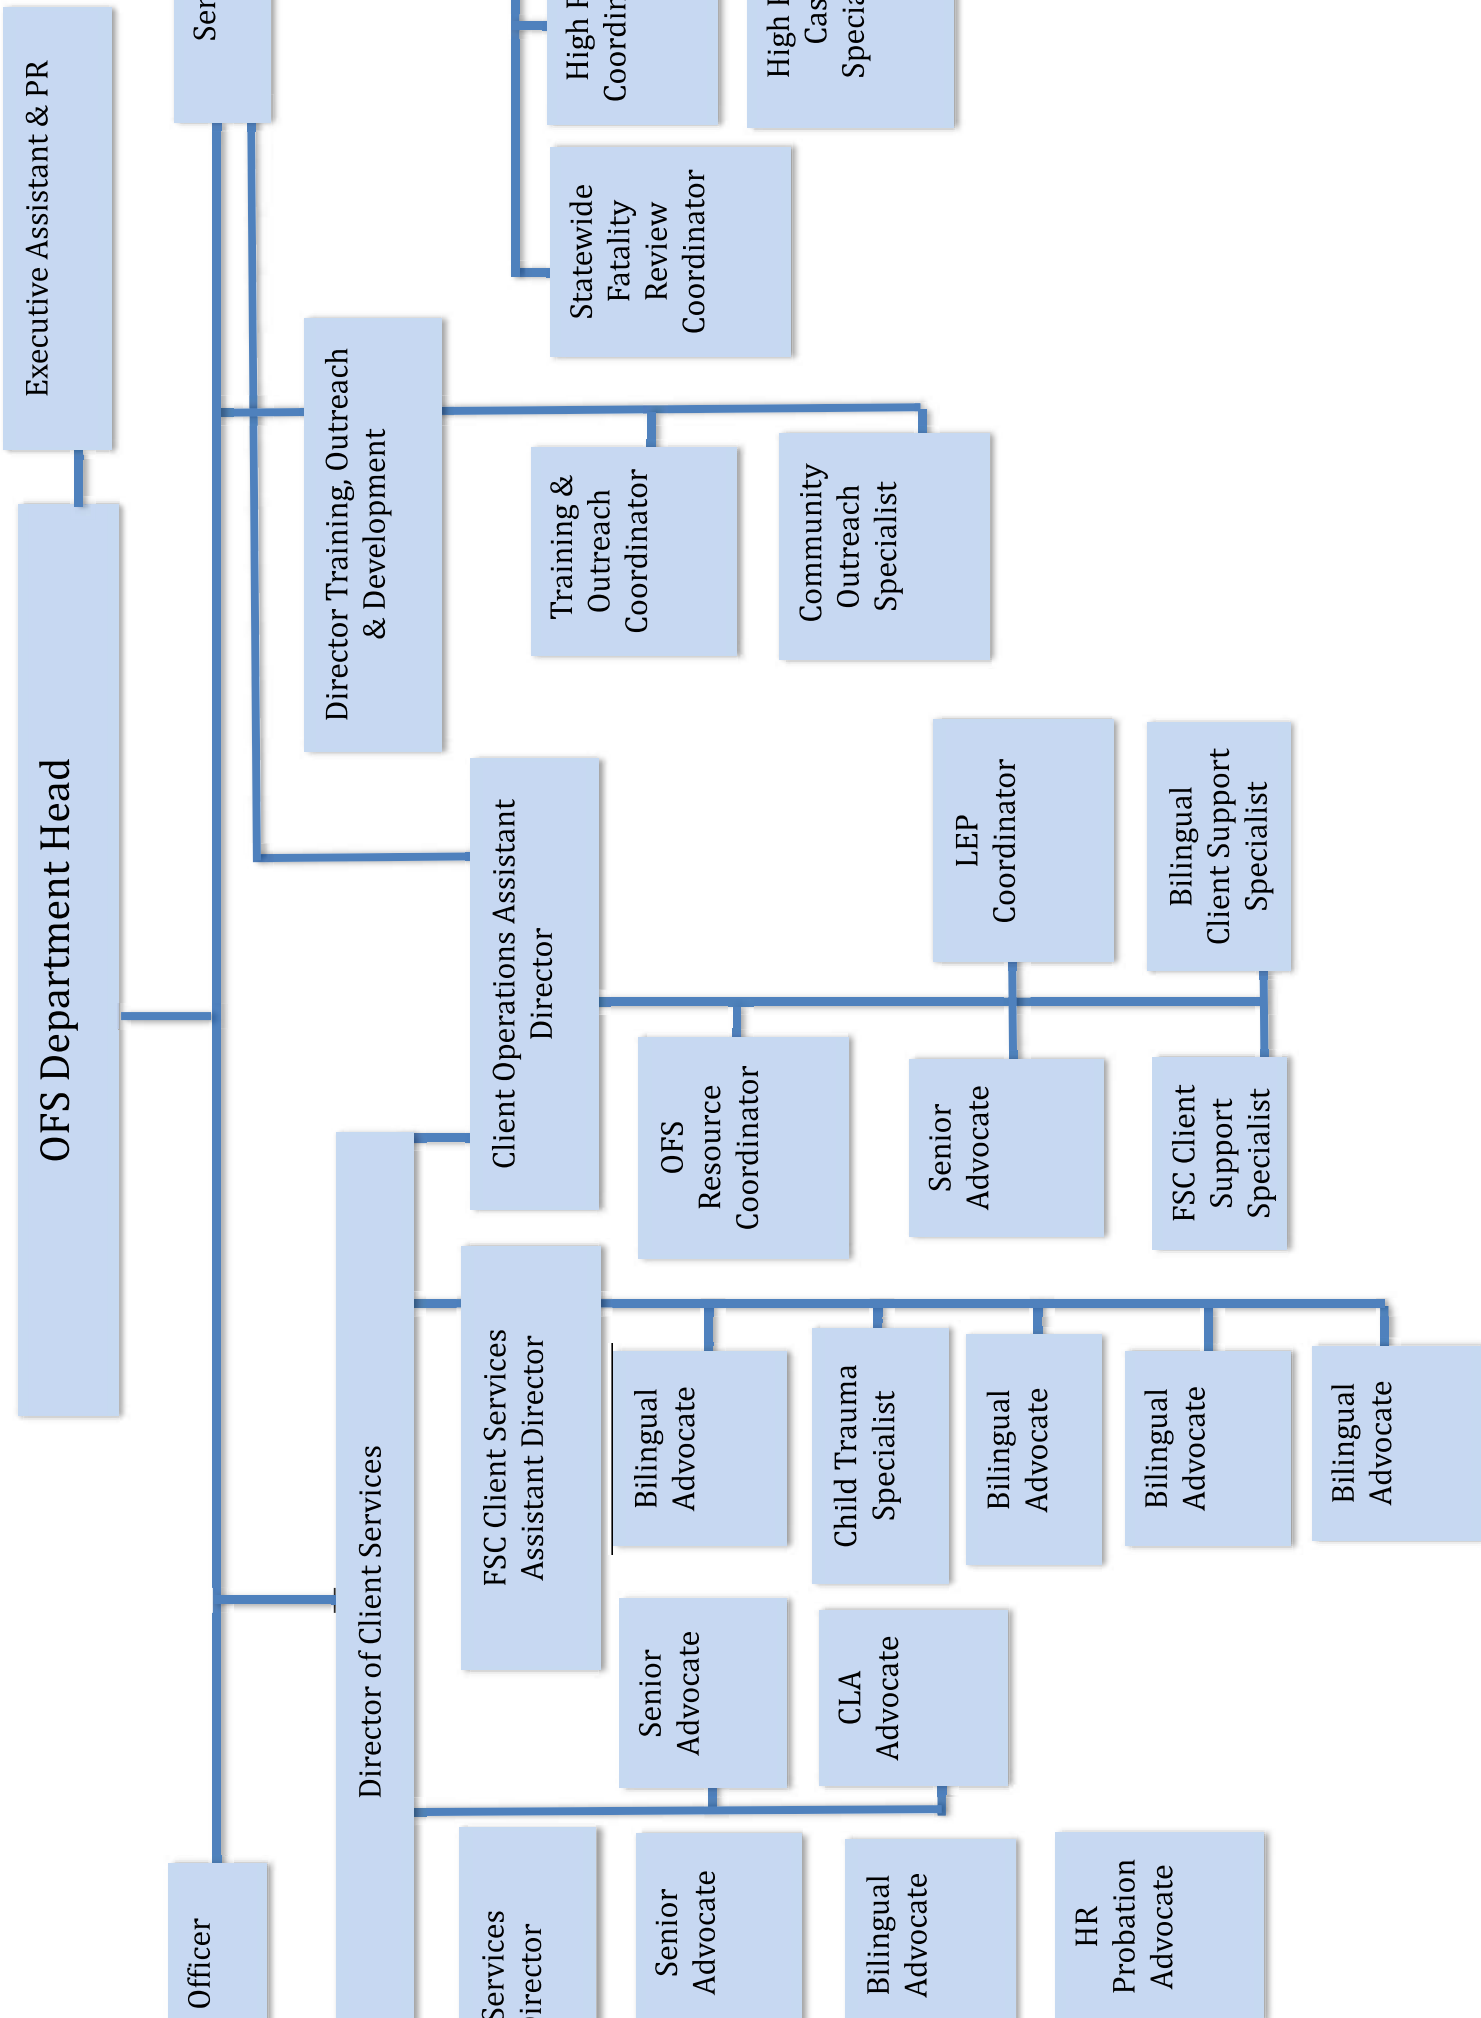 OFS Department Head
Executive Assistant & PR
Officer
Director of Client Services
Director Training, Outreach
& Development
Services
FSC Client Services
Assistant Director
Client Operations Assistant
Director
Senior
Advocate
Bilingual
Advocate
HR
Probation
Advocate
Senior
Advocate
CLA
Advocate
Bilingual
Advocate
Child Trauma
Specialist
Bilingual
Advocate
Bilingual
Advocate
Bilingual
Advocate
OFS
Resource
Coordinator
Senior
Advocate
LEP
Coordinator
FSC Client
Support
Specialist
Bilingual
Client Support
Specialist
Training &
Outreach
Coordinator
Community
Outreach
Specialist
Statewide
Fatality
Review
Coordinator
High
High